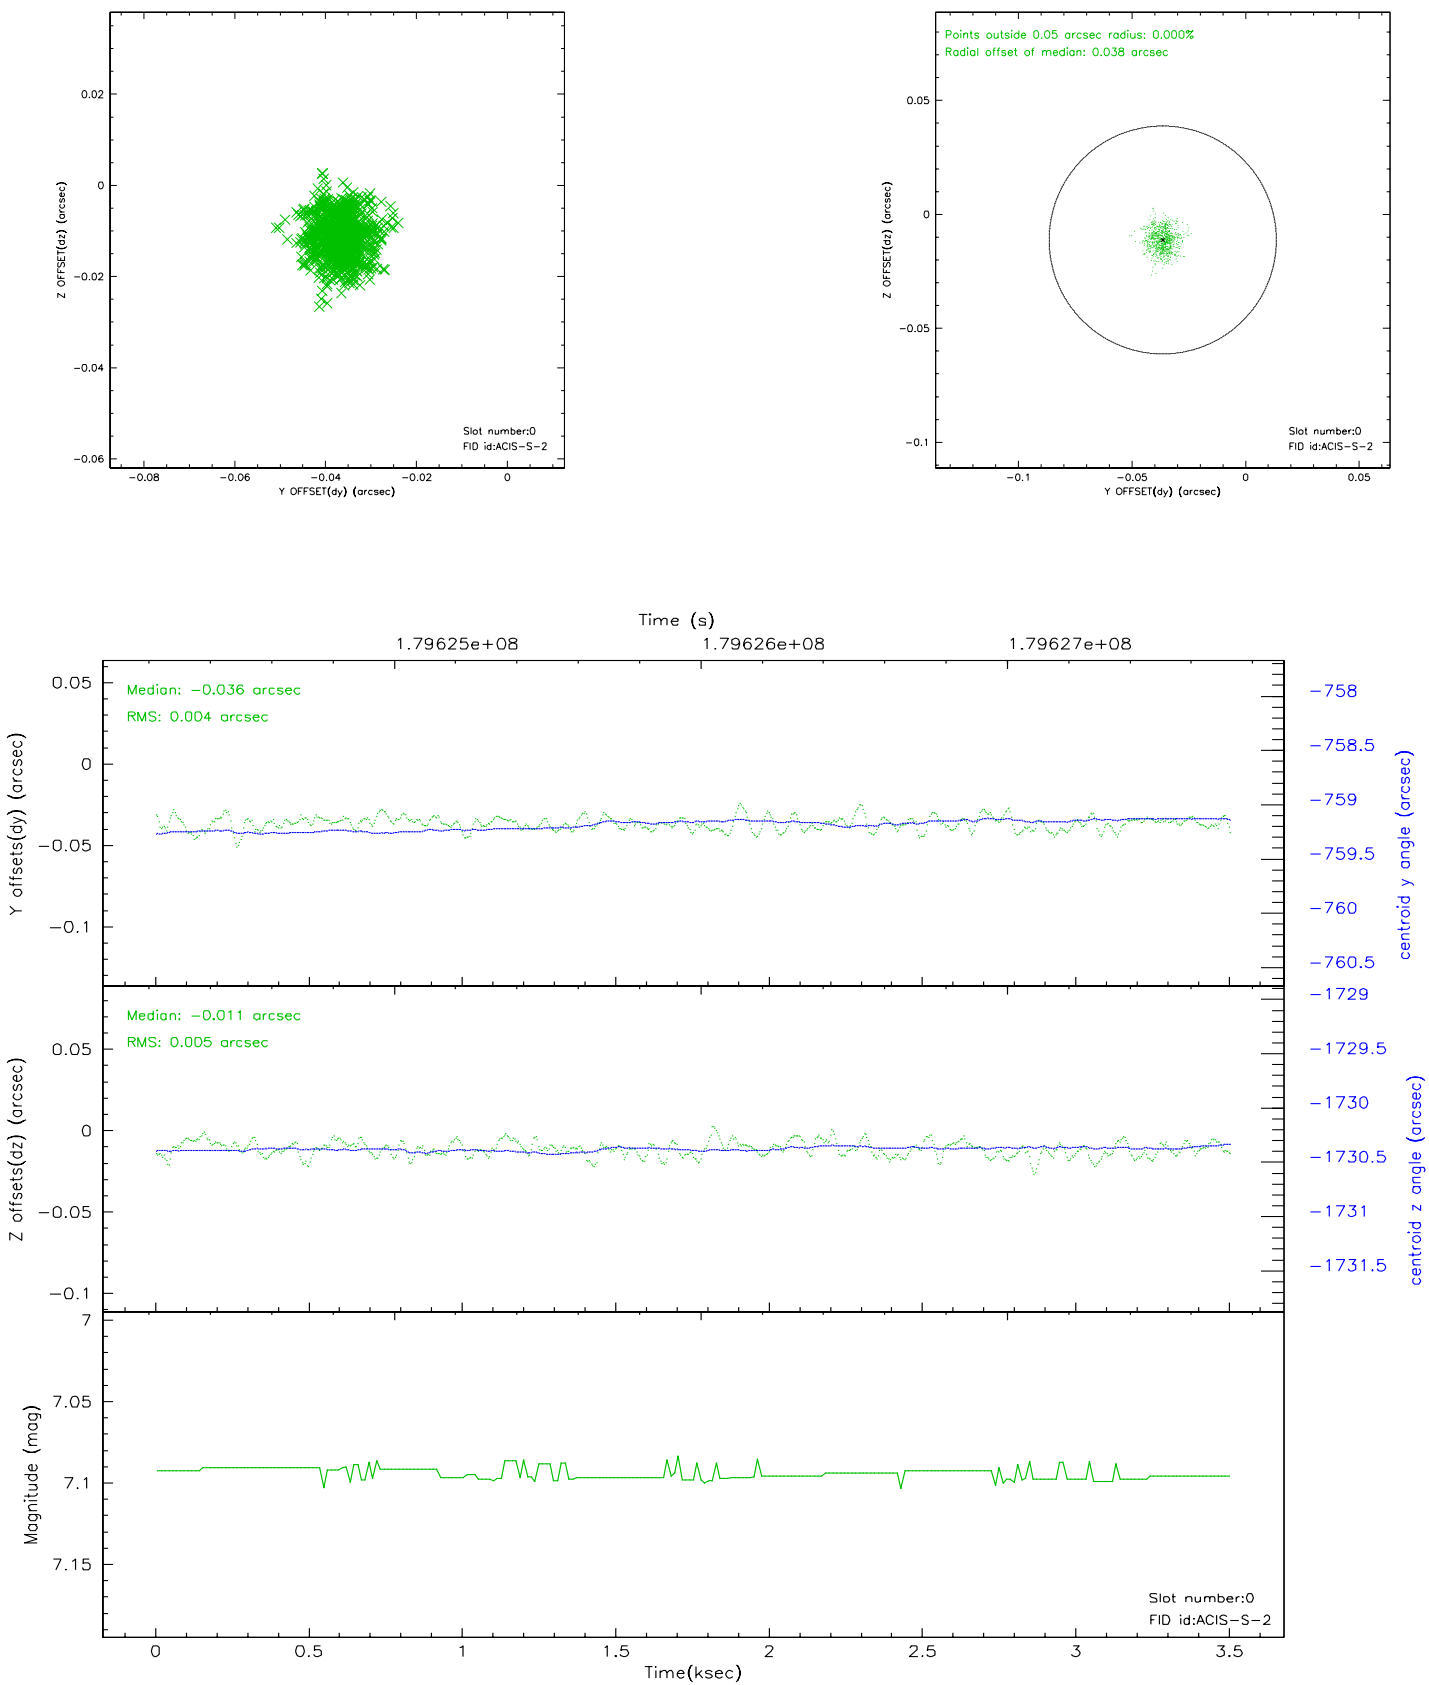 0.02
0
-0.02
-0.04
-0.06
Z OFFSET(dz) (arcsec)
Slot number:0
FID id:ACIS-S-2
-0.08
-0.06
-0.04
-0.02
0
Y OFFSET(dy) (arcsec)
Points outside 0.05 arcsec radius: 0.000%
Radial offset of median: 0.038 arcsec
0.05
0
-0.05
-0.1
Z OFFSET(dz) (arcsec)
Slot number:0
FID id:ACIS-S-2
-0.1
-0.05
0
0.05
Y OFFSET(dy) (arcsec)
Time (s)
1.79625e+08
1.79626e+08
1.79627e+08
Median: -0.036 arcsec
RMS: 0.004 arcsec
0.05
0
-0.05
-0.1
Y offsets(dy) (arcsec)
-758
-758.5
-759
-759.5
-760
-760.5
centroid y angle (arcsec)
Median: -0.011 arcsec
RMS: 0.005 arcsec
0.05
0
-0.05
-0.1
Z offsets(dz) (arcsec)
-1729
-1729.5
-1730
-1730.5
-1731
-1731.5
centroid z angle (arcsec)
7
7.05
7.1
7.15
Magnitude (mag)
Slot number:0
FID id:ACIS-S-2
0
0.5
1
1.5
2
2.5
3
3.5
Time(ksec)